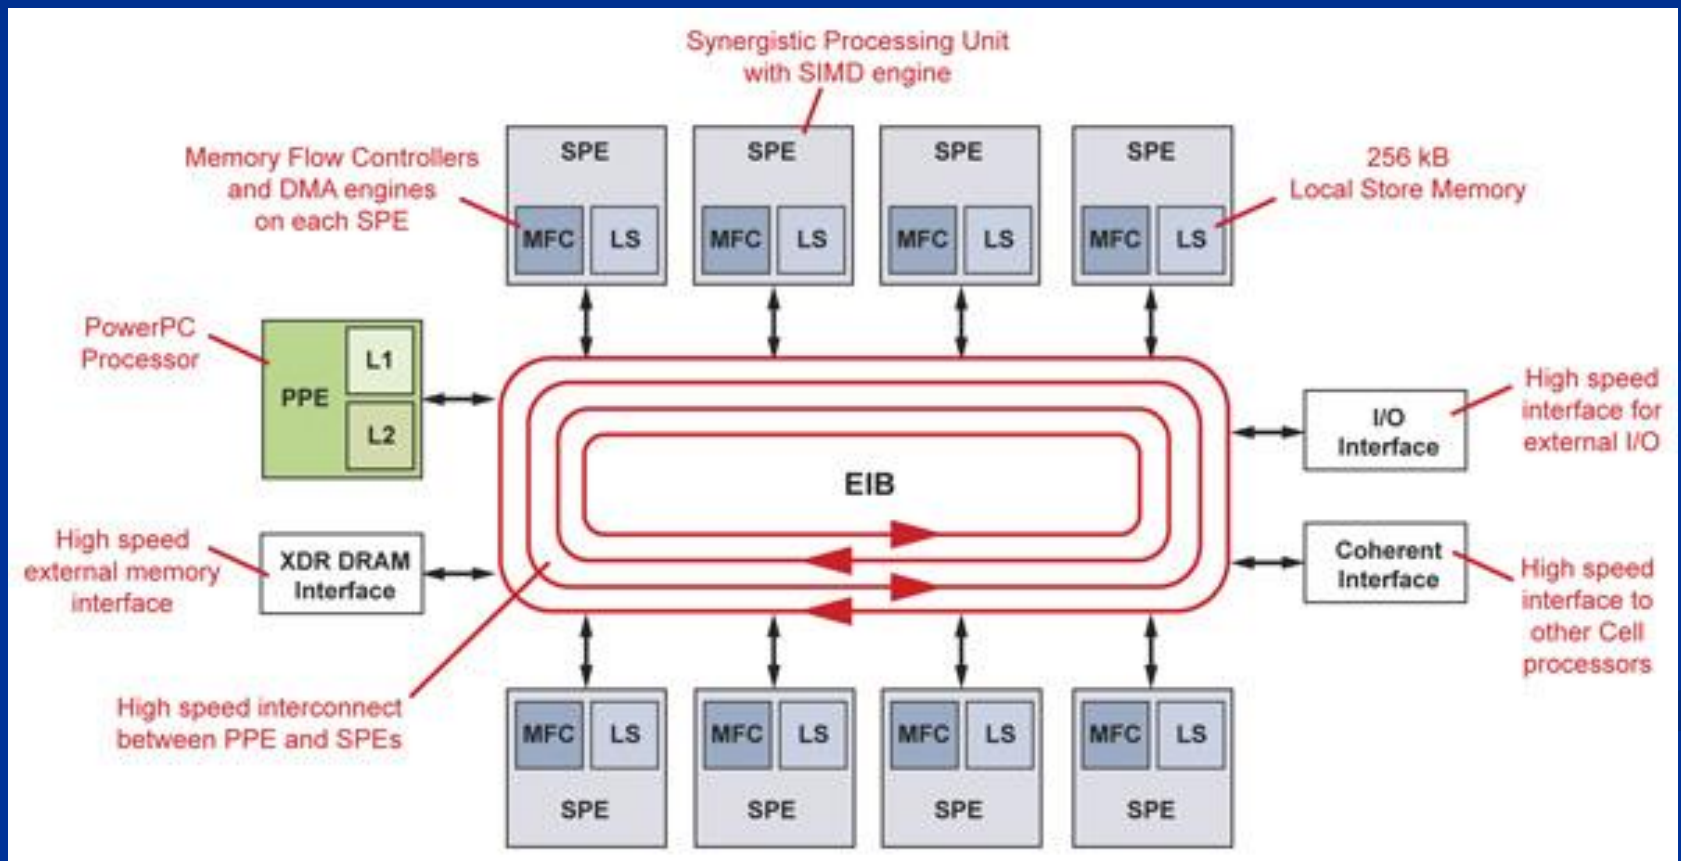 Synergistic Processing Unit
with SIMD engine
Memory Flow Controllers
and DMA engines
on each SPE
256 kB
Local Store Memory
SPE
MFC
LS
SPE
MFC
LS
SPE
MFC
LS
SPE
MFC
LS
PowerPC
Processor
PPE
L1
L2
High speed
interface for
external I/O
I/O
Interface
EIB
High speed
external memory
interface
XDR DRAM
Interface
Coherent
Interface
High speed
interface to
other Cell
processors
High speed interconnect
between PPE and SPEs
MFC
LS
SPE
MFC
LS
SPE
MFC
LS
SPE
MFC
LS
SPE